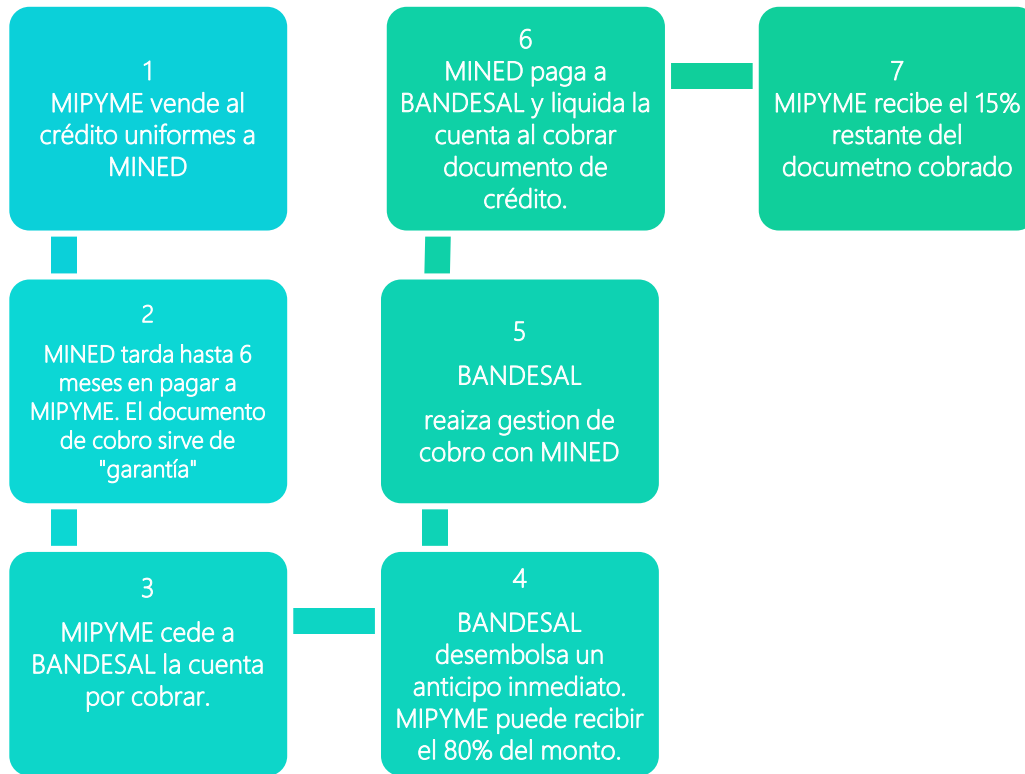 1
MIPYME vende al
crédito uniformes a
MINED
2
MINED tarda hasta 6
meses en pagar a
MIPYME. El documento
de cobro sirve de
"garantía"
3
MIPYME cede a
BANDESAL la cuenta
por cobrar.
4
BANDESAL
desembolsa un
anticipo inmediato.
MIPYME puede recibir
el 80% del monto.
5
BANDESAL
reaiza gestion de
cobro con MINED
6
MINED paga a
BANDESAL y liquida la
cuenta al cobrar
documento de
crédito.
7
MIPYME recibe el 15%
restante del
documetno cobrado